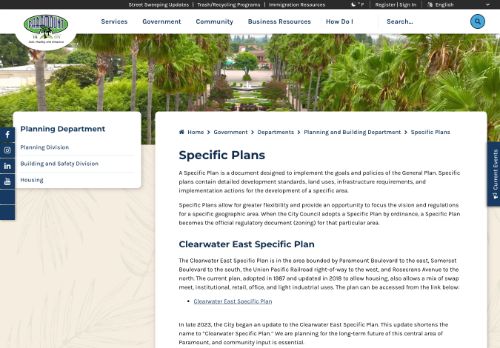 Street Sweeping Updates | Trash/Recycling Programs | Immigration Resources
° F
Register | Sign In
English
PARAMOUNT
Services
Government
Community
Business Resources
How Do I
Search...
Planning Department
Planning Division
Building and Safety Division
Housing
Home > Government > Departments > Planning and Building Department > Specific Plans
Specific Plans
A Specific Plan is a document designed to implement the goals and policies of the General Plan. Specific
plans contain detailed development standards, land uses, infrastructure requirements, and
implementation actions for the development of a specific area.
Specific Plans allow for greater flexibility and provide an opportunity to focus the vision and regulations
for a specific geographic area. When the City Council adopts a Specific Plan by ordinance, a Specific Plan
becomes the official regulatory document (zoning) for that particular area.
Clearwater East Specific Plan
The Clearwater East Specific Plan is in the area bounded by Paramount Boulevard to the east, Somerset
Boulevard to the south, the Union Pacific Railroad right-of-way to the west, and Rosecrans Avenue to the
north. The current plan, adopted in 1987 and updated in 2018 to allow housing, also allows a mix of swap
meet, institutional, retail, office, and light industrial uses. The plan can be accessed from the link below:
Clearwater East Specific Plan
In late 2023, the City began an update to the Clearwater East Specific Plan. This update shortens the
name to "Clearwater Specific Plan." We are planning for the long-term future of this central area of
Paramount, and community input is essential.
Current Events